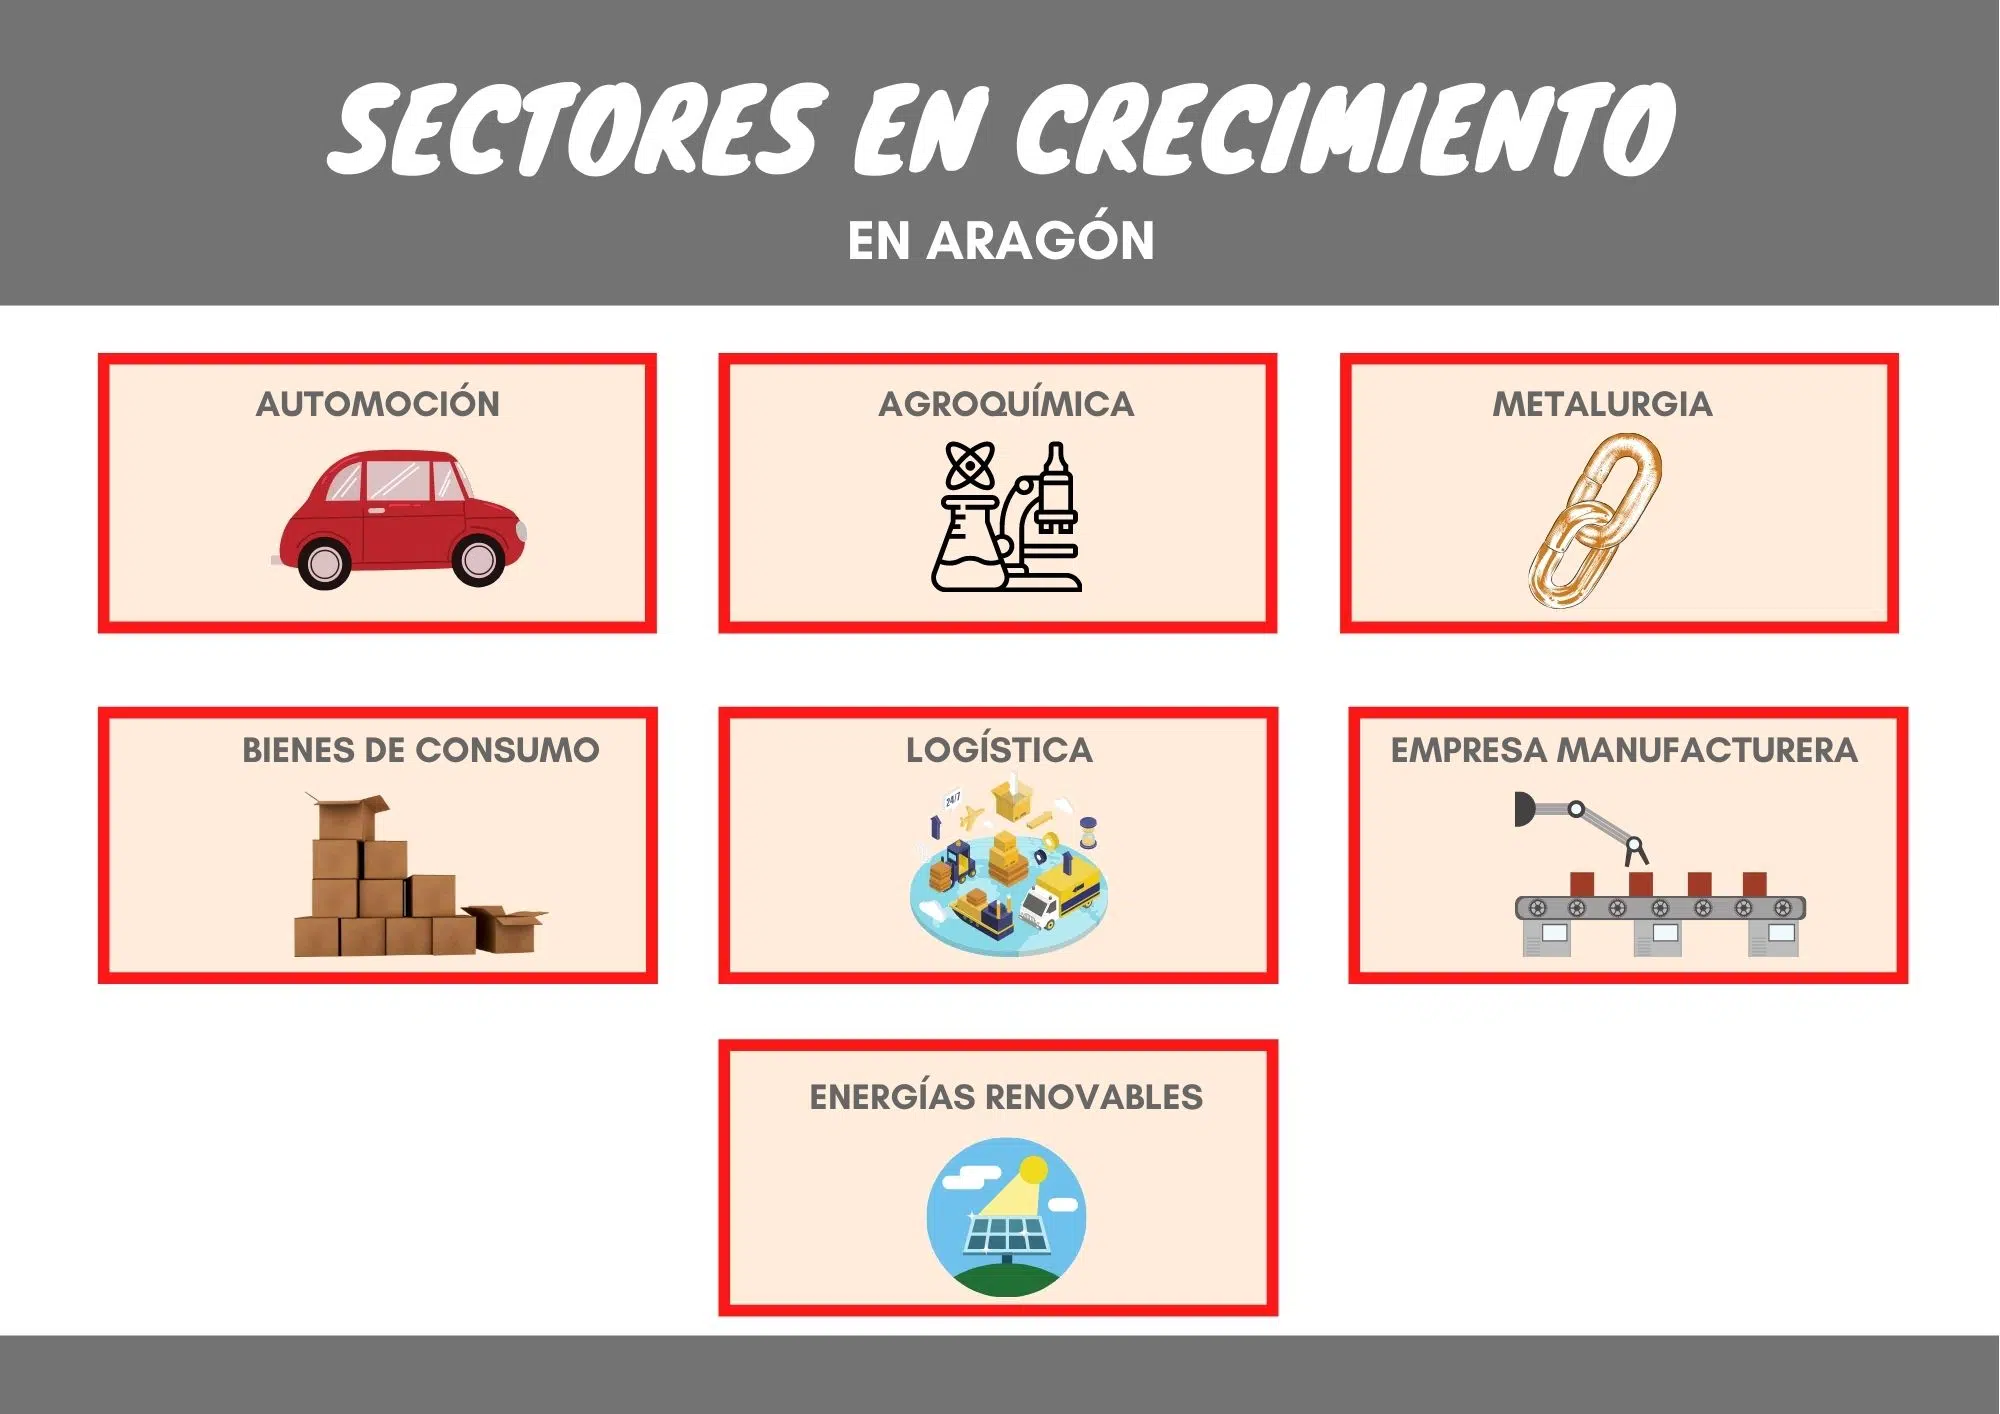 SECTORES EN CRECIMIENTO
EN ARAGÓN
AUTOMOCIÓN
AGROQUÍMICA
METALURGIA
BIENES DE CONSUMO
LOGÍSTICA
24/7
EMPRESA MANUFACTURERA
ENERGÍAS RENOVABLES